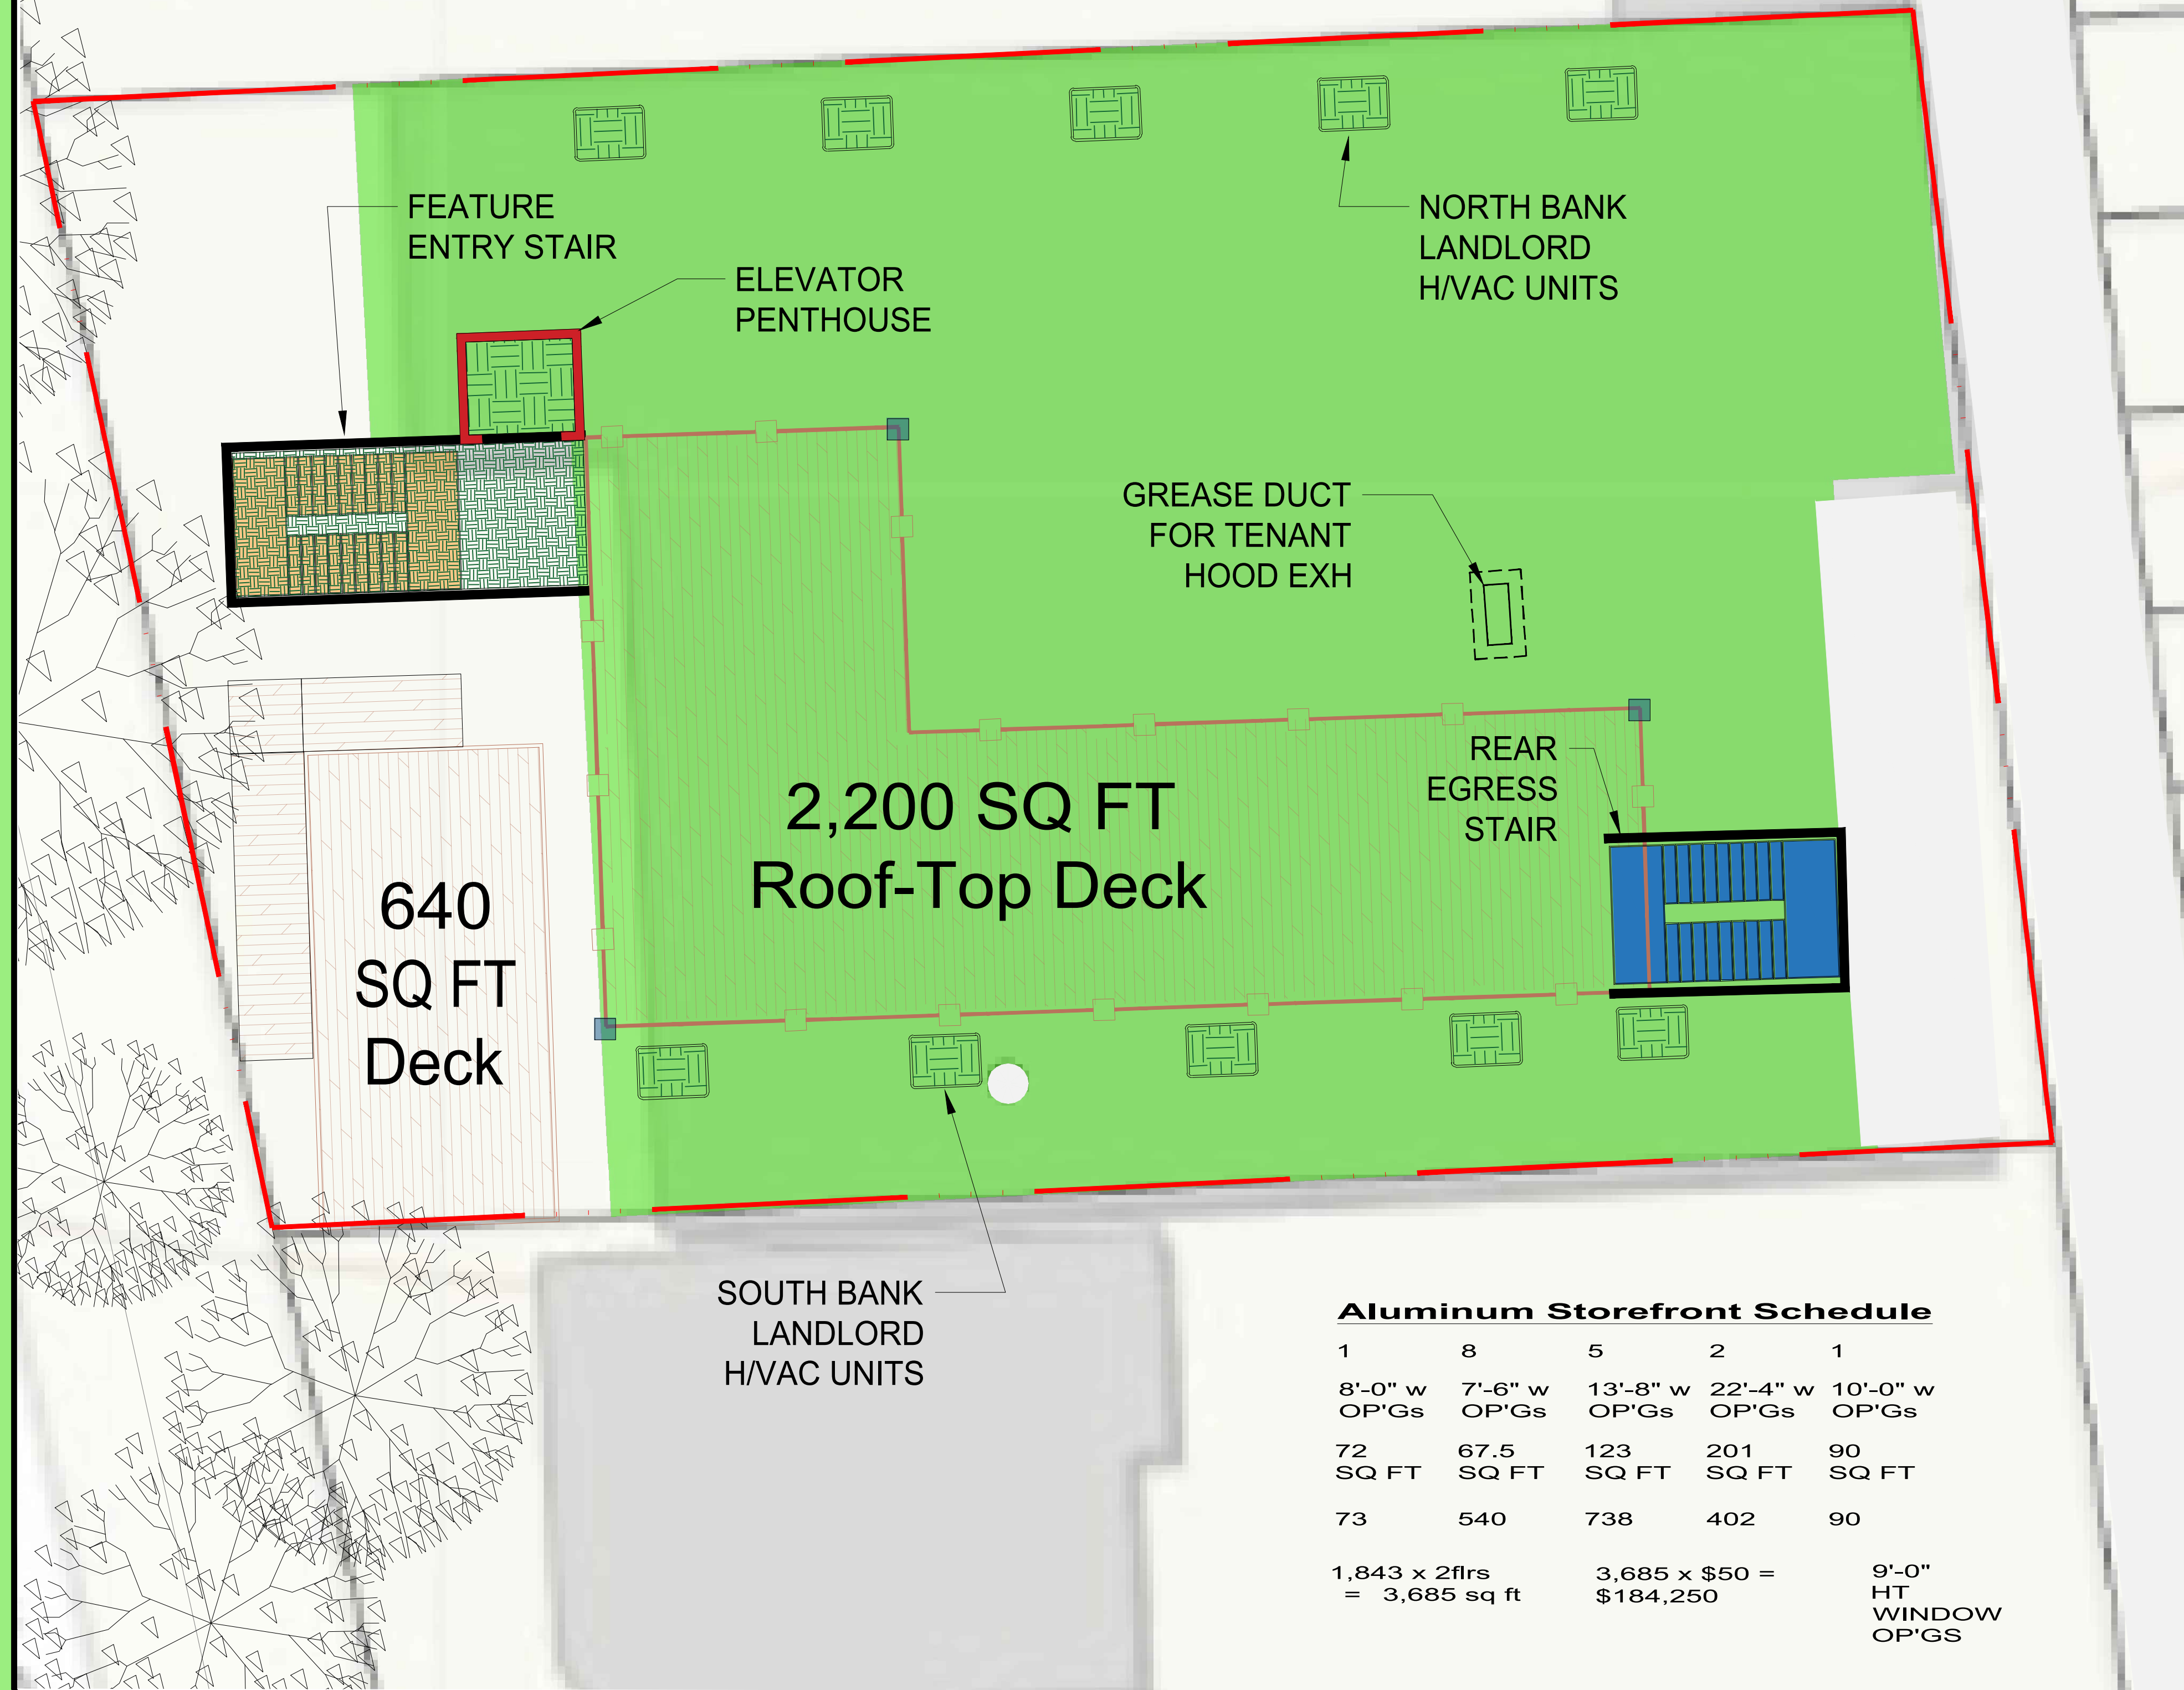 FEATURE
ENTRY STAIR
ELEVATOR
PENTHOUSE
NORTH BANK
LANDLORD
H/VAC UNITS
GREASE DUCT
FOR TENANT
HOOD EXH
REAR
EGRESS
STAIR
2,200 SQ FT
Roof-Top Deck
640
SQ FT
Deck
SOUTH BANK
LANDLORD
H/VAC UNITS
Aluminum Storefront Schedule
1 8 5 2 1
8'-0" w 7'-6" w 13'-8" w 22'-4" w 10'-0" w
OP'Gs OP'Gs OP'Gs OP'Gs OP'Gs
72 67.5 123 201 90
SQ FT SQ FT SQ FT SQ FT SQ FT
73 540 738 402 90
1,843 x 2flrs
= 3,685 sq ft
3,685 x $50 =
$184,250
9'-0"
HT
WINDOW
OP'GS